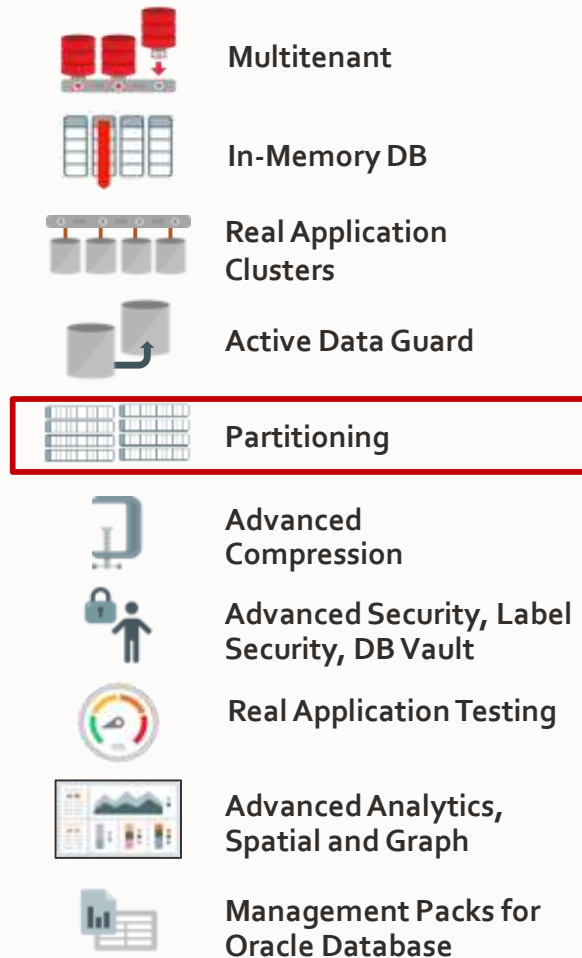 Multitenant
In-Memory DB
Real Application
Clusters
Active Data Guard
Partitioning
Advanced
Compression
Advanced Security, Label
Security, DB Vault
Real Application Testing
Advanced Analytics,
Spatial and Graph
Management Packs for
Oracle Database